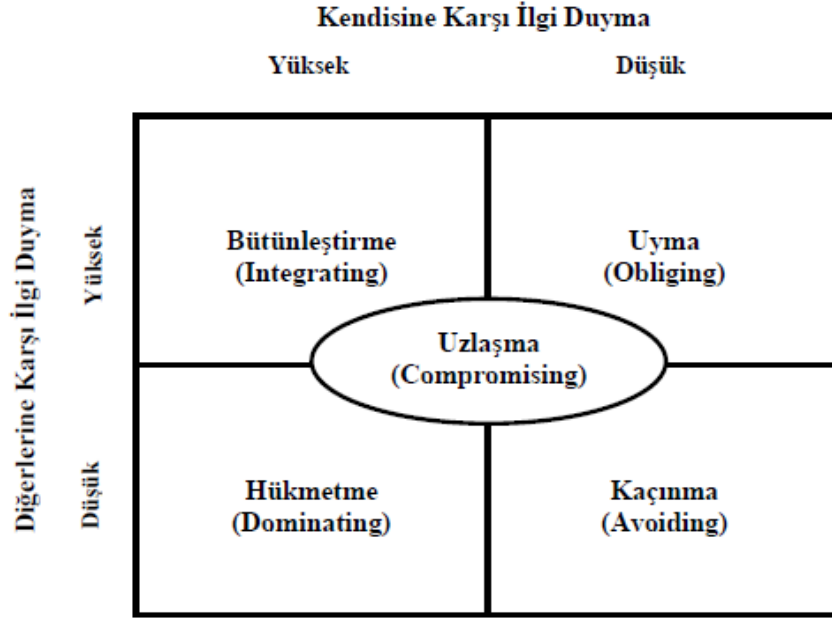 Kendisine Karşı İlgi Duyma
Yüksek
Düşük
Diğerlerine Karşı İlgi Duyma
Yüksek
Bütünleştirme
(Integrating)
Uyma
(Obliging)
Uzlaşma
(Compromising)
Düşük
Hükmetme
(Dominating)
Kaçınma
(Avoiding)